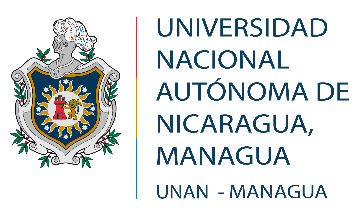 UNIVERSIDAD
NACIONAL
AUTÓNOMA DE
NICARAGUA,
MANAGUA
UNAN - MANAGUA